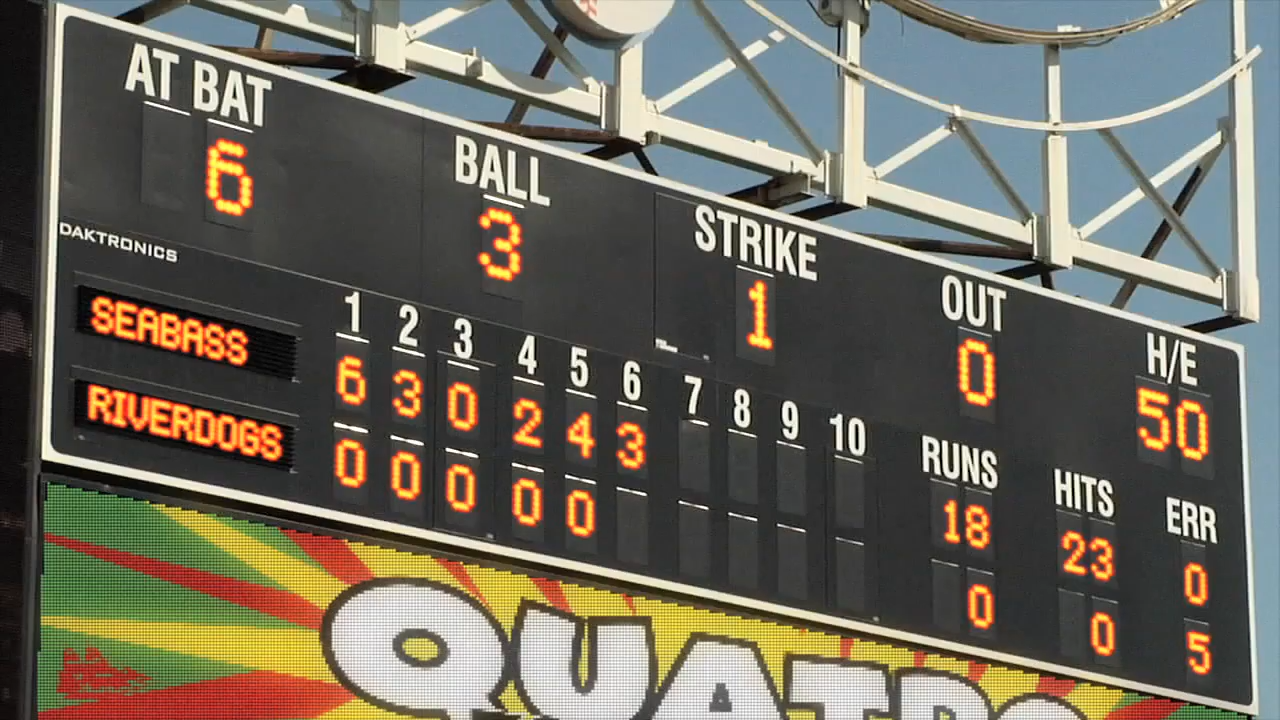 AT BAT
6
BALL
3
STRIKE
1
OUT
0
H/E
50
DAKTRONICS
1 2 3 4 5 6 7 8 9 10
RUNS HITS ERR
SEABASS 6 3 0 2 4 3 18 23 0
RIVERDOGS 0 0 0 0 0 0 0 5